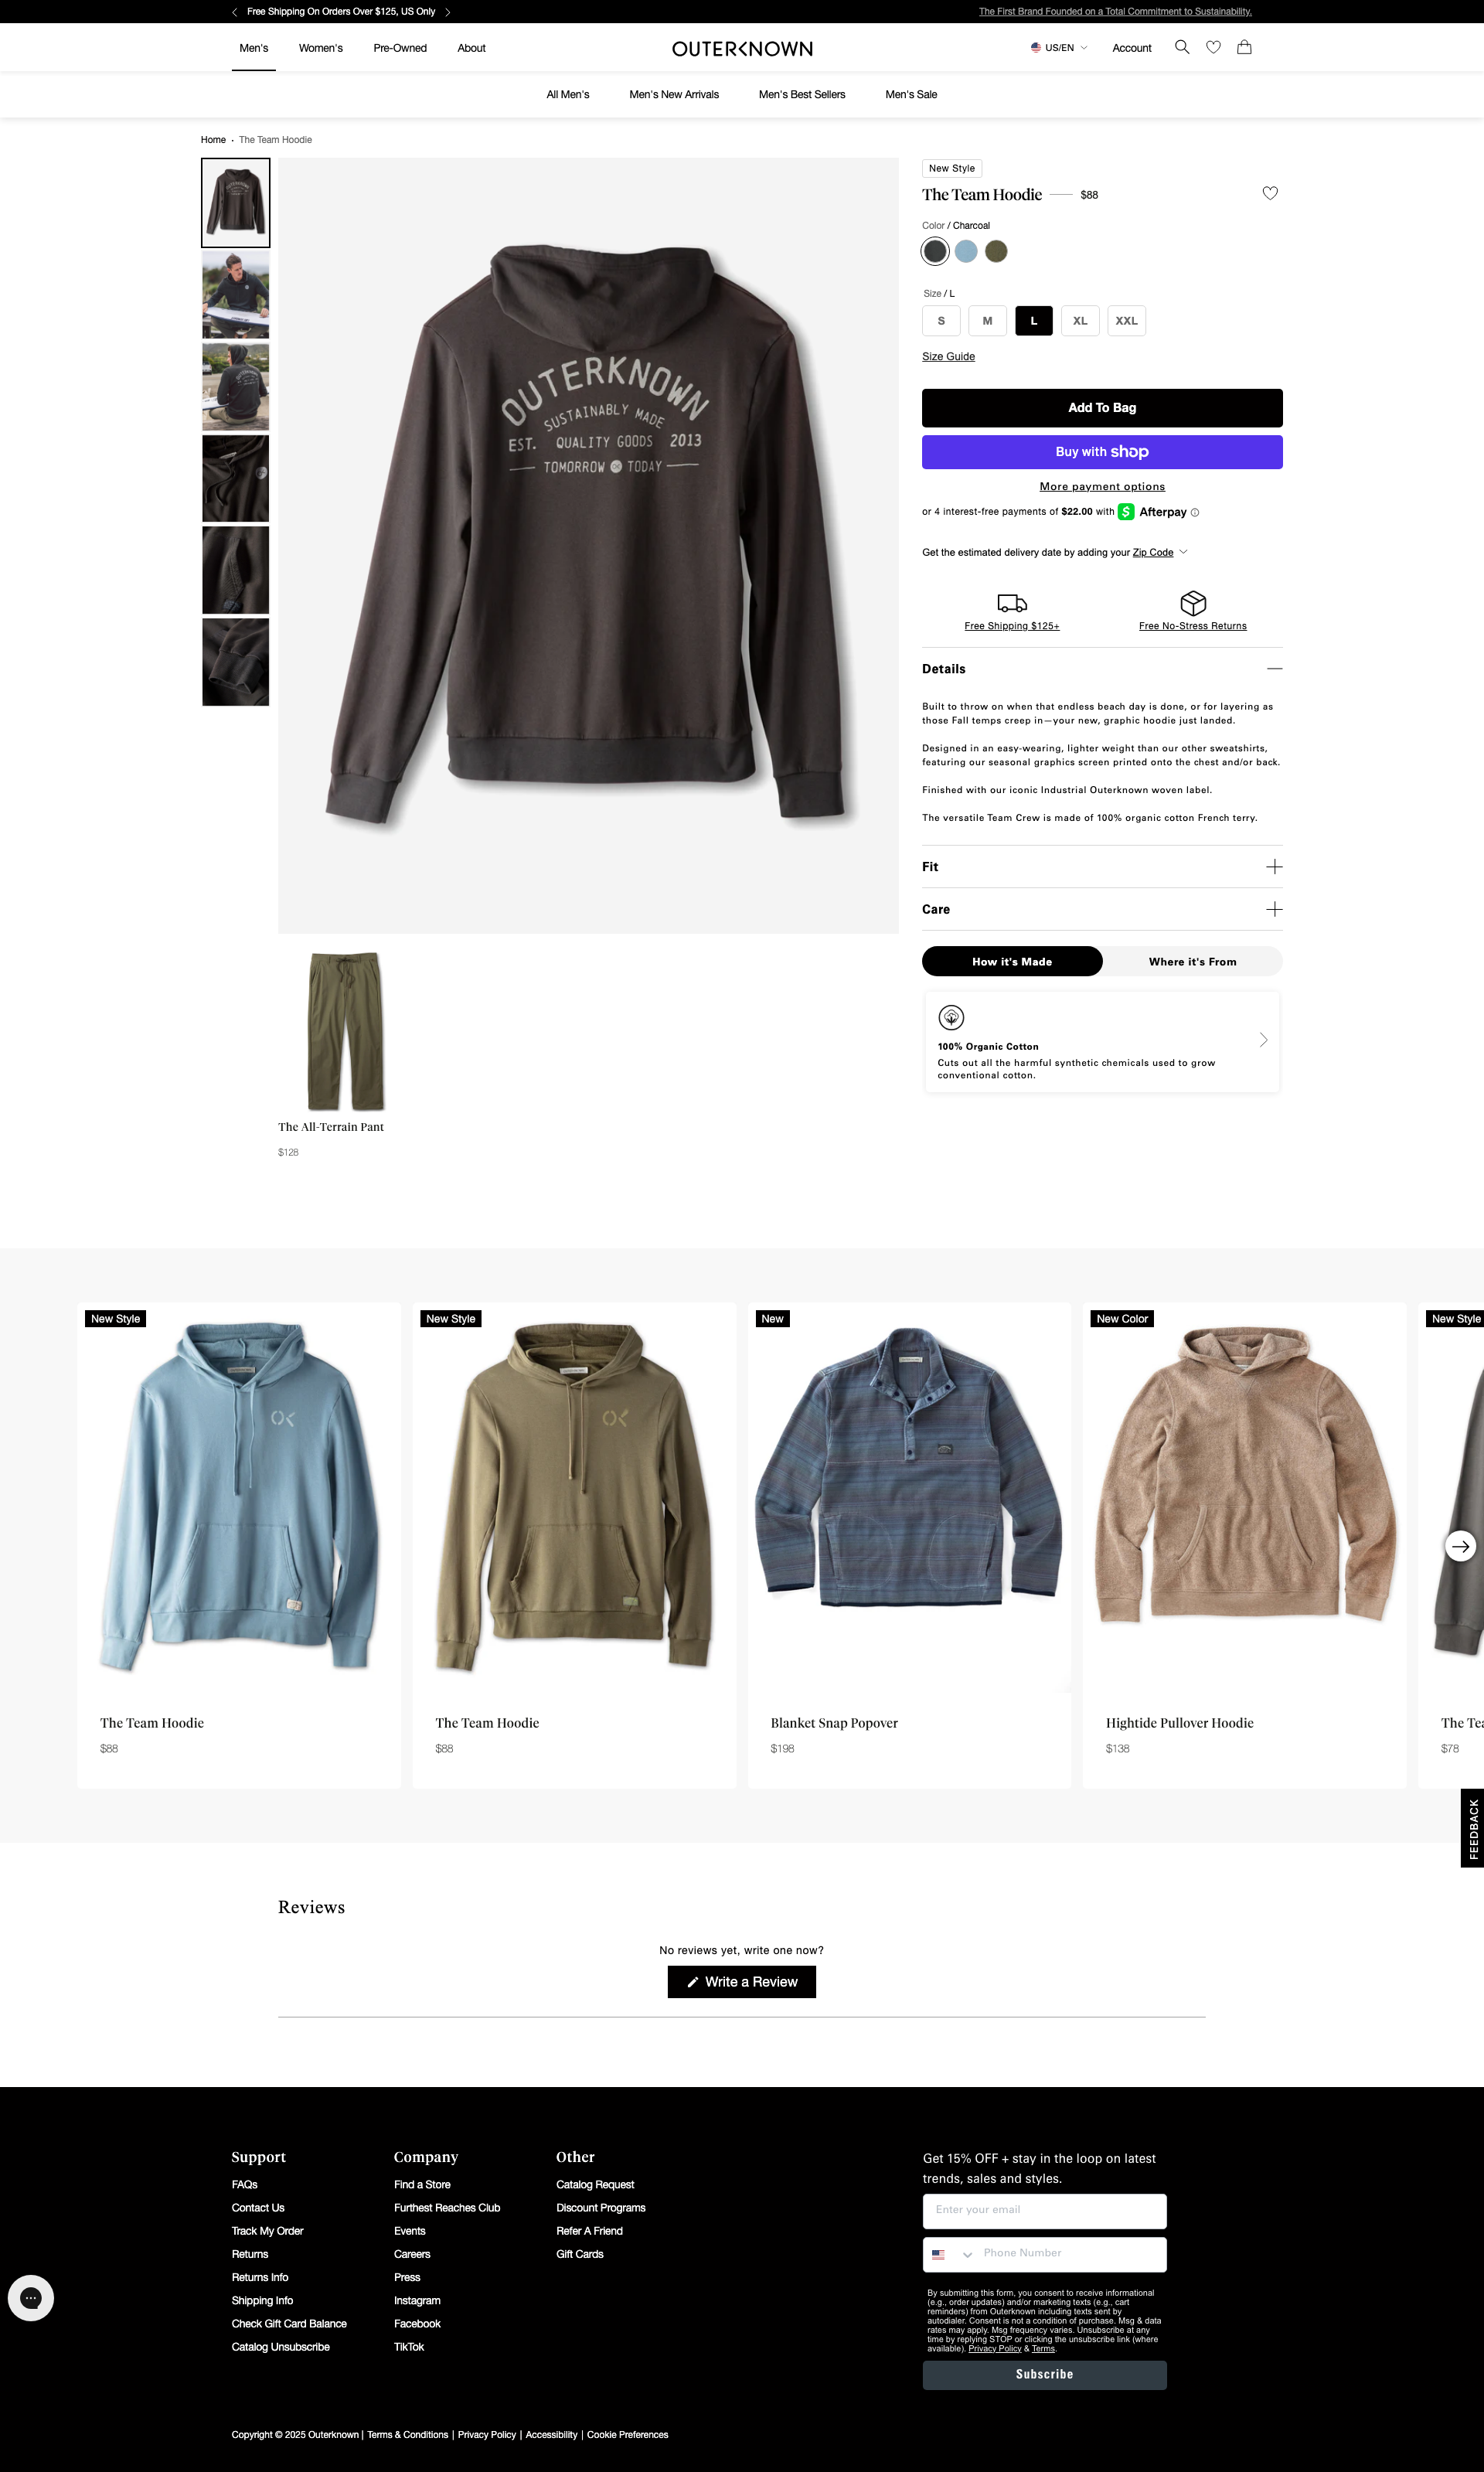 Free Shipping On Orders Over $125, US Only
The First Brand Founded on a Total Commitment to Sustainability.
Men's
Women's
Pre-Owned
About
OUTERKNOWN
US/EN
Account
All Men's
Men's New Arrivals
Men's Best Sellers
Men's Sale
Home • The Team Hoodie
OUTERKNOWN
SUSTAINABLY MADE
EST. QUALITY GOODS 2013
TOMORROW TODAY
New Style
The Team Hoodie
$88
Color / Charcoal
Size / L
S
M
L
XL
XXL
Size Guide
Add To Bag
Buy with shop
More payment options
or 4 interest-free payments of $22.00 with Afterpay
Get the estimated delivery date by adding your Zip Code
Free Shipping $125+
Free No-Stress Returns
Details
Built to throw on when that endless beach day is done, or for layering as
those Fall temps creep in—your new, graphic hoodie just landed.
Designed in an easy-wearing, lighter weight than our other sweatshirts,
featuring our seasonal graphics screen printed onto the chest and/or back.
Finished with our iconic Industrial Outerknown woven label.
The versatile Team Crew is made of 100% organic cotton French terry.
Fit
Care
How it's Made
Where it's From
100% Organic Cotton
Cuts out all the harmful synthetic chemicals used to grow
conventional cotton.
The All-Terrain Pant
$128
New Style
New Style
New
New Color
New Style
OK
OK
The Team Hoodie
$88
The Team Hoodie
$88
Blanket Snap Popover
$198
Hightide Pullover Hoodie
$138
The Tea
$78
FEEDBACK
Reviews
No reviews yet, write one now?
Write a Review
Support
FAQs
Contact Us
Track My Order
Returns
Returns Info
Shipping Info
Check Gift Card Balance
Catalog Unsubscribe
Company
Find a Store
Furthest Reaches Club
Events
Careers
Press
Instagram
Facebook
TikTok
Other
Catalog Request
Discount Programs
Refer A Friend
Gift Cards
Get 15% OFF + stay in the loop on latest
trends, sales and styles.
Enter your email
Phone Number
By submitting this form, you consent to receive informational
(e.g., order updates) and/or marketing texts (e.g., cart
reminders) from Outerknown including texts sent by
autodialer. Consent is not a condition of purchase. Msg & data
rates may apply. Msg frequency varies. Unsubscribe at any
time by replying STOP or clicking the unsubscribe link (where
available). Privacy Policy & Terms.
Subscribe
Copyright © 2025 Outerknown | Terms & Conditions | Privacy Policy | Accessibility | Cookie Preferences